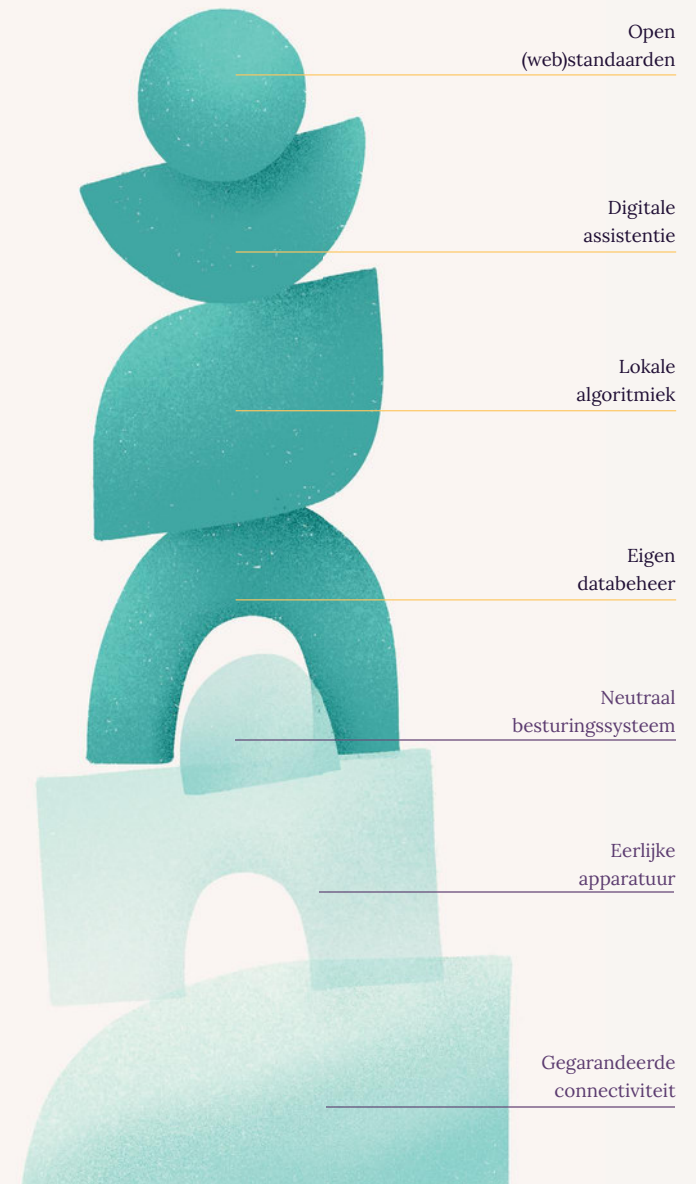 Open
(web)standaarden
Digitale
assistentie
Lokale
algoritmiek
Eigen
databeheer
Neutraal
besturingssysteem
Eerlijke
apparatuur
Gegarandeerde
connectiviteit